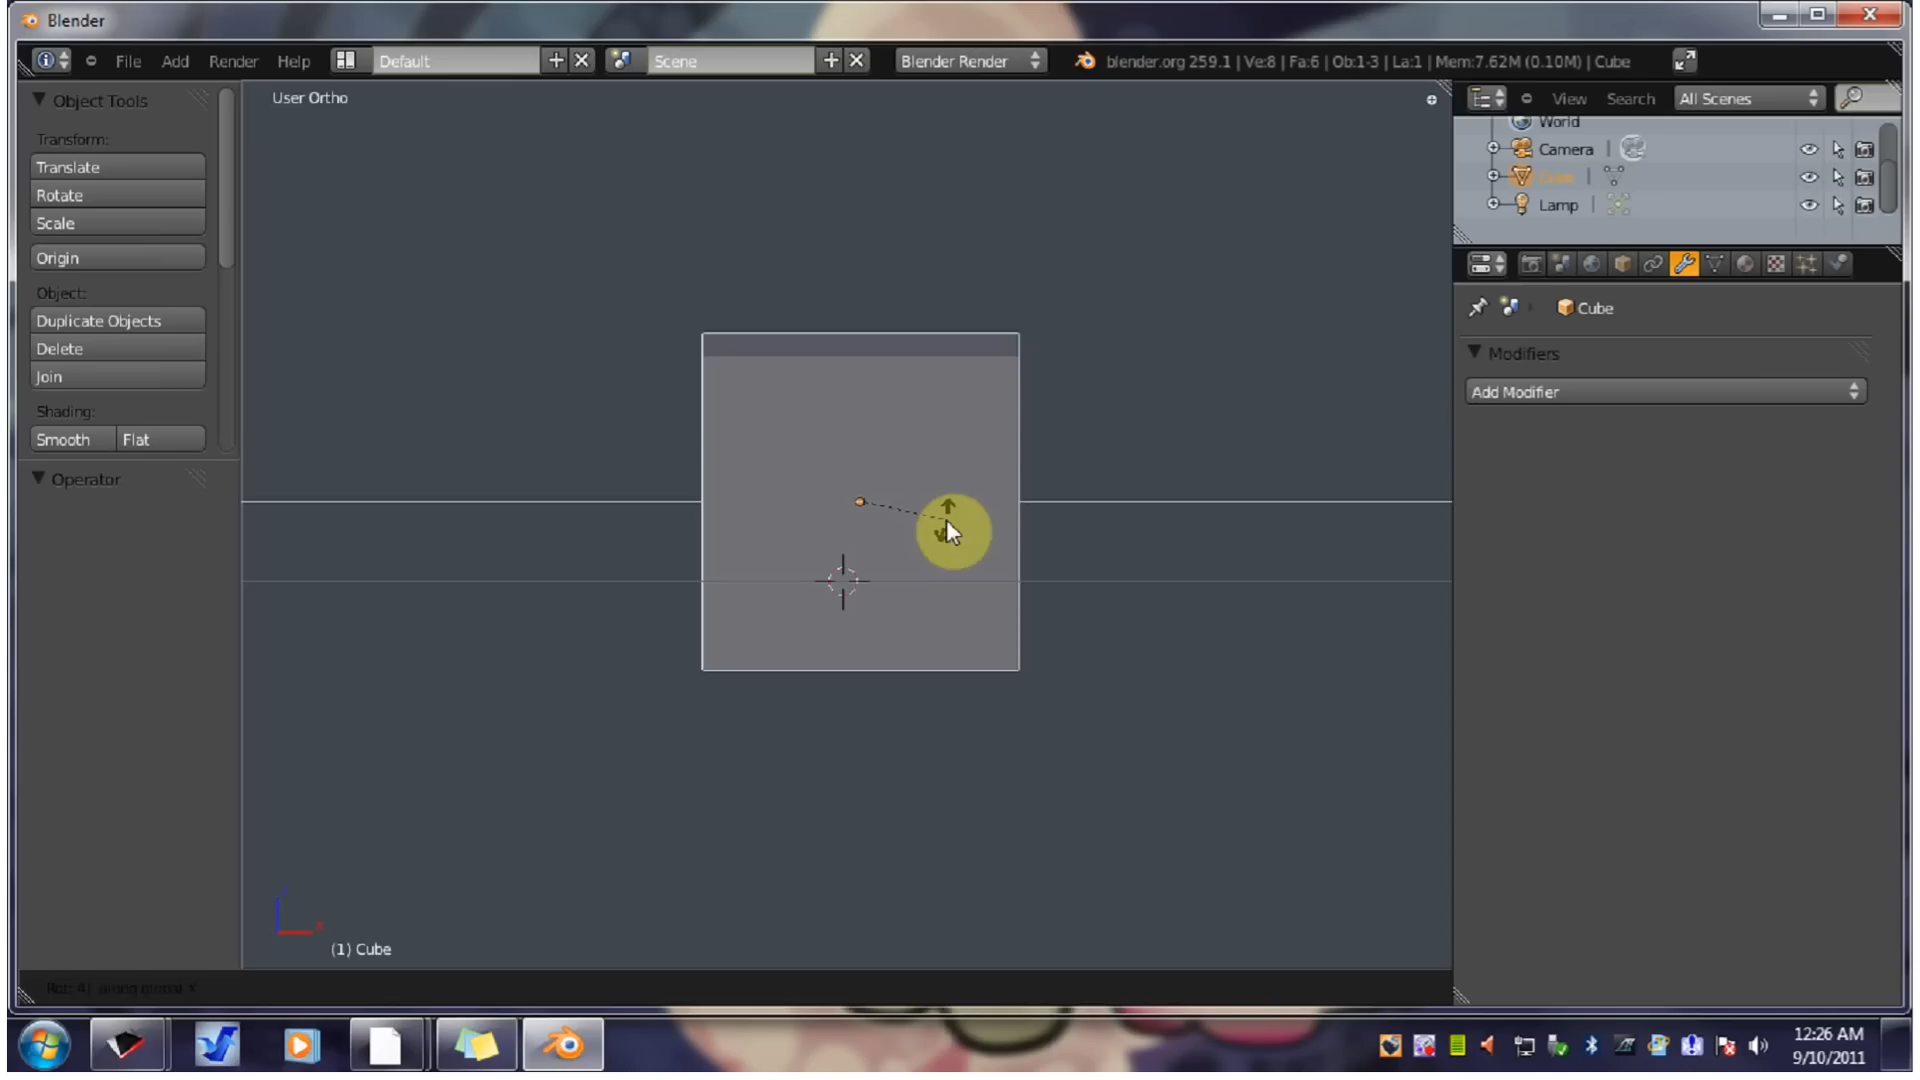 Blender
File Add Render Help Default Scene Blender Render blender.org 259.1 | Ve:8 | Fa:6 | Ob:1-3 | La:1 | Mem:7.62M (0.10M) | Cube
Object Tools
Transform:
Translate
Rotate
Scale
Origin
Object:
Duplicate Objects
Delete
Join
Shading:
Smooth Flat
Operator
User Ortho
(1) Cube
View Search All Scenes
World
Camera
Cube
Lamp
Cube
Modifiers
Add Modifier
12:26 AM
9/10/2011